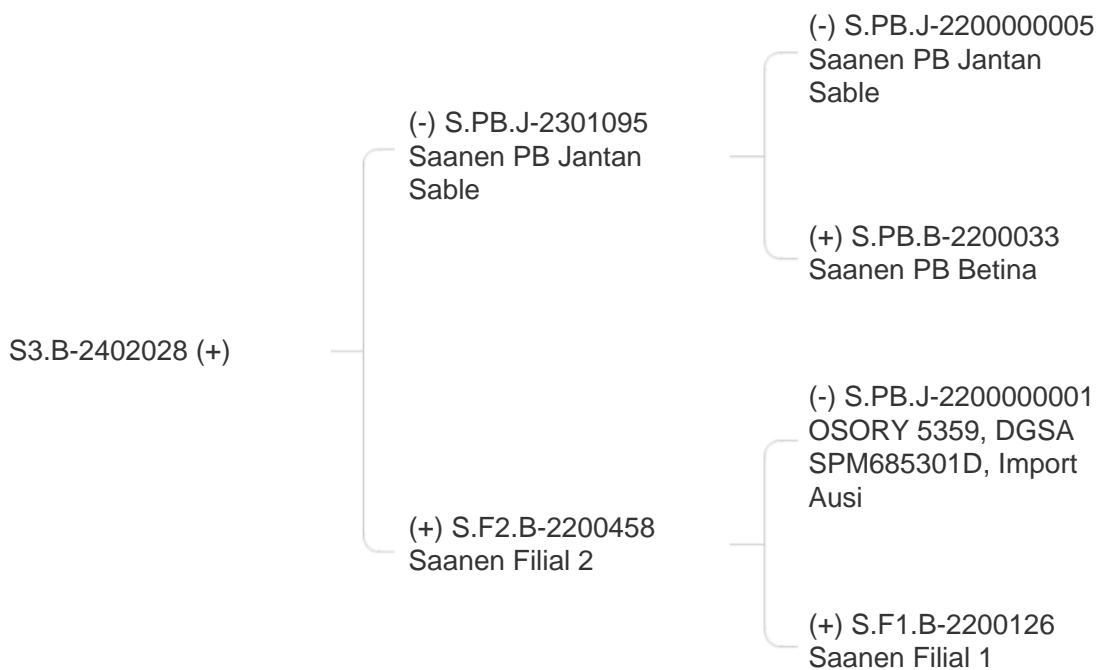 (-) S.PB.J-2200000005
Saanen PB Jantan
Sable
(-) S.PB.J-2301095
Saanen PB Jantan
Sable
(+) S.PB.B-2200033
Saanen PB Betina
S3.B-2402028 (+)
(-) S.PB.J-2200000001
OSORY 5359, DGSA
SPM685301D, Import
Ausi
(+) S.F2.B-2200458
Saanen Filial 2
(+) S.F1.B-2200126
Saanen Filial 1